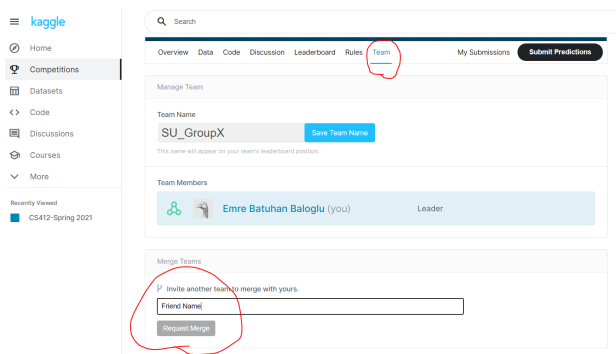 kaggle
Search
Home
Competitions
Datasets
Code
Discussions
Courses
More
Recently Viewed
CS412-Spring 2021
Overview Data Code Discussion Leaderboard Rules Team My Submissions Submit Predictions
Manage Team
Team Name
SU_GroupX Save Team Name
This name will appear on your team's leaderboard position.
Team Members
Emre Batuhan Baloglu (you) Leader
Merge Teams
Invite another team to merge with yours.
Friend Name
Request Merge